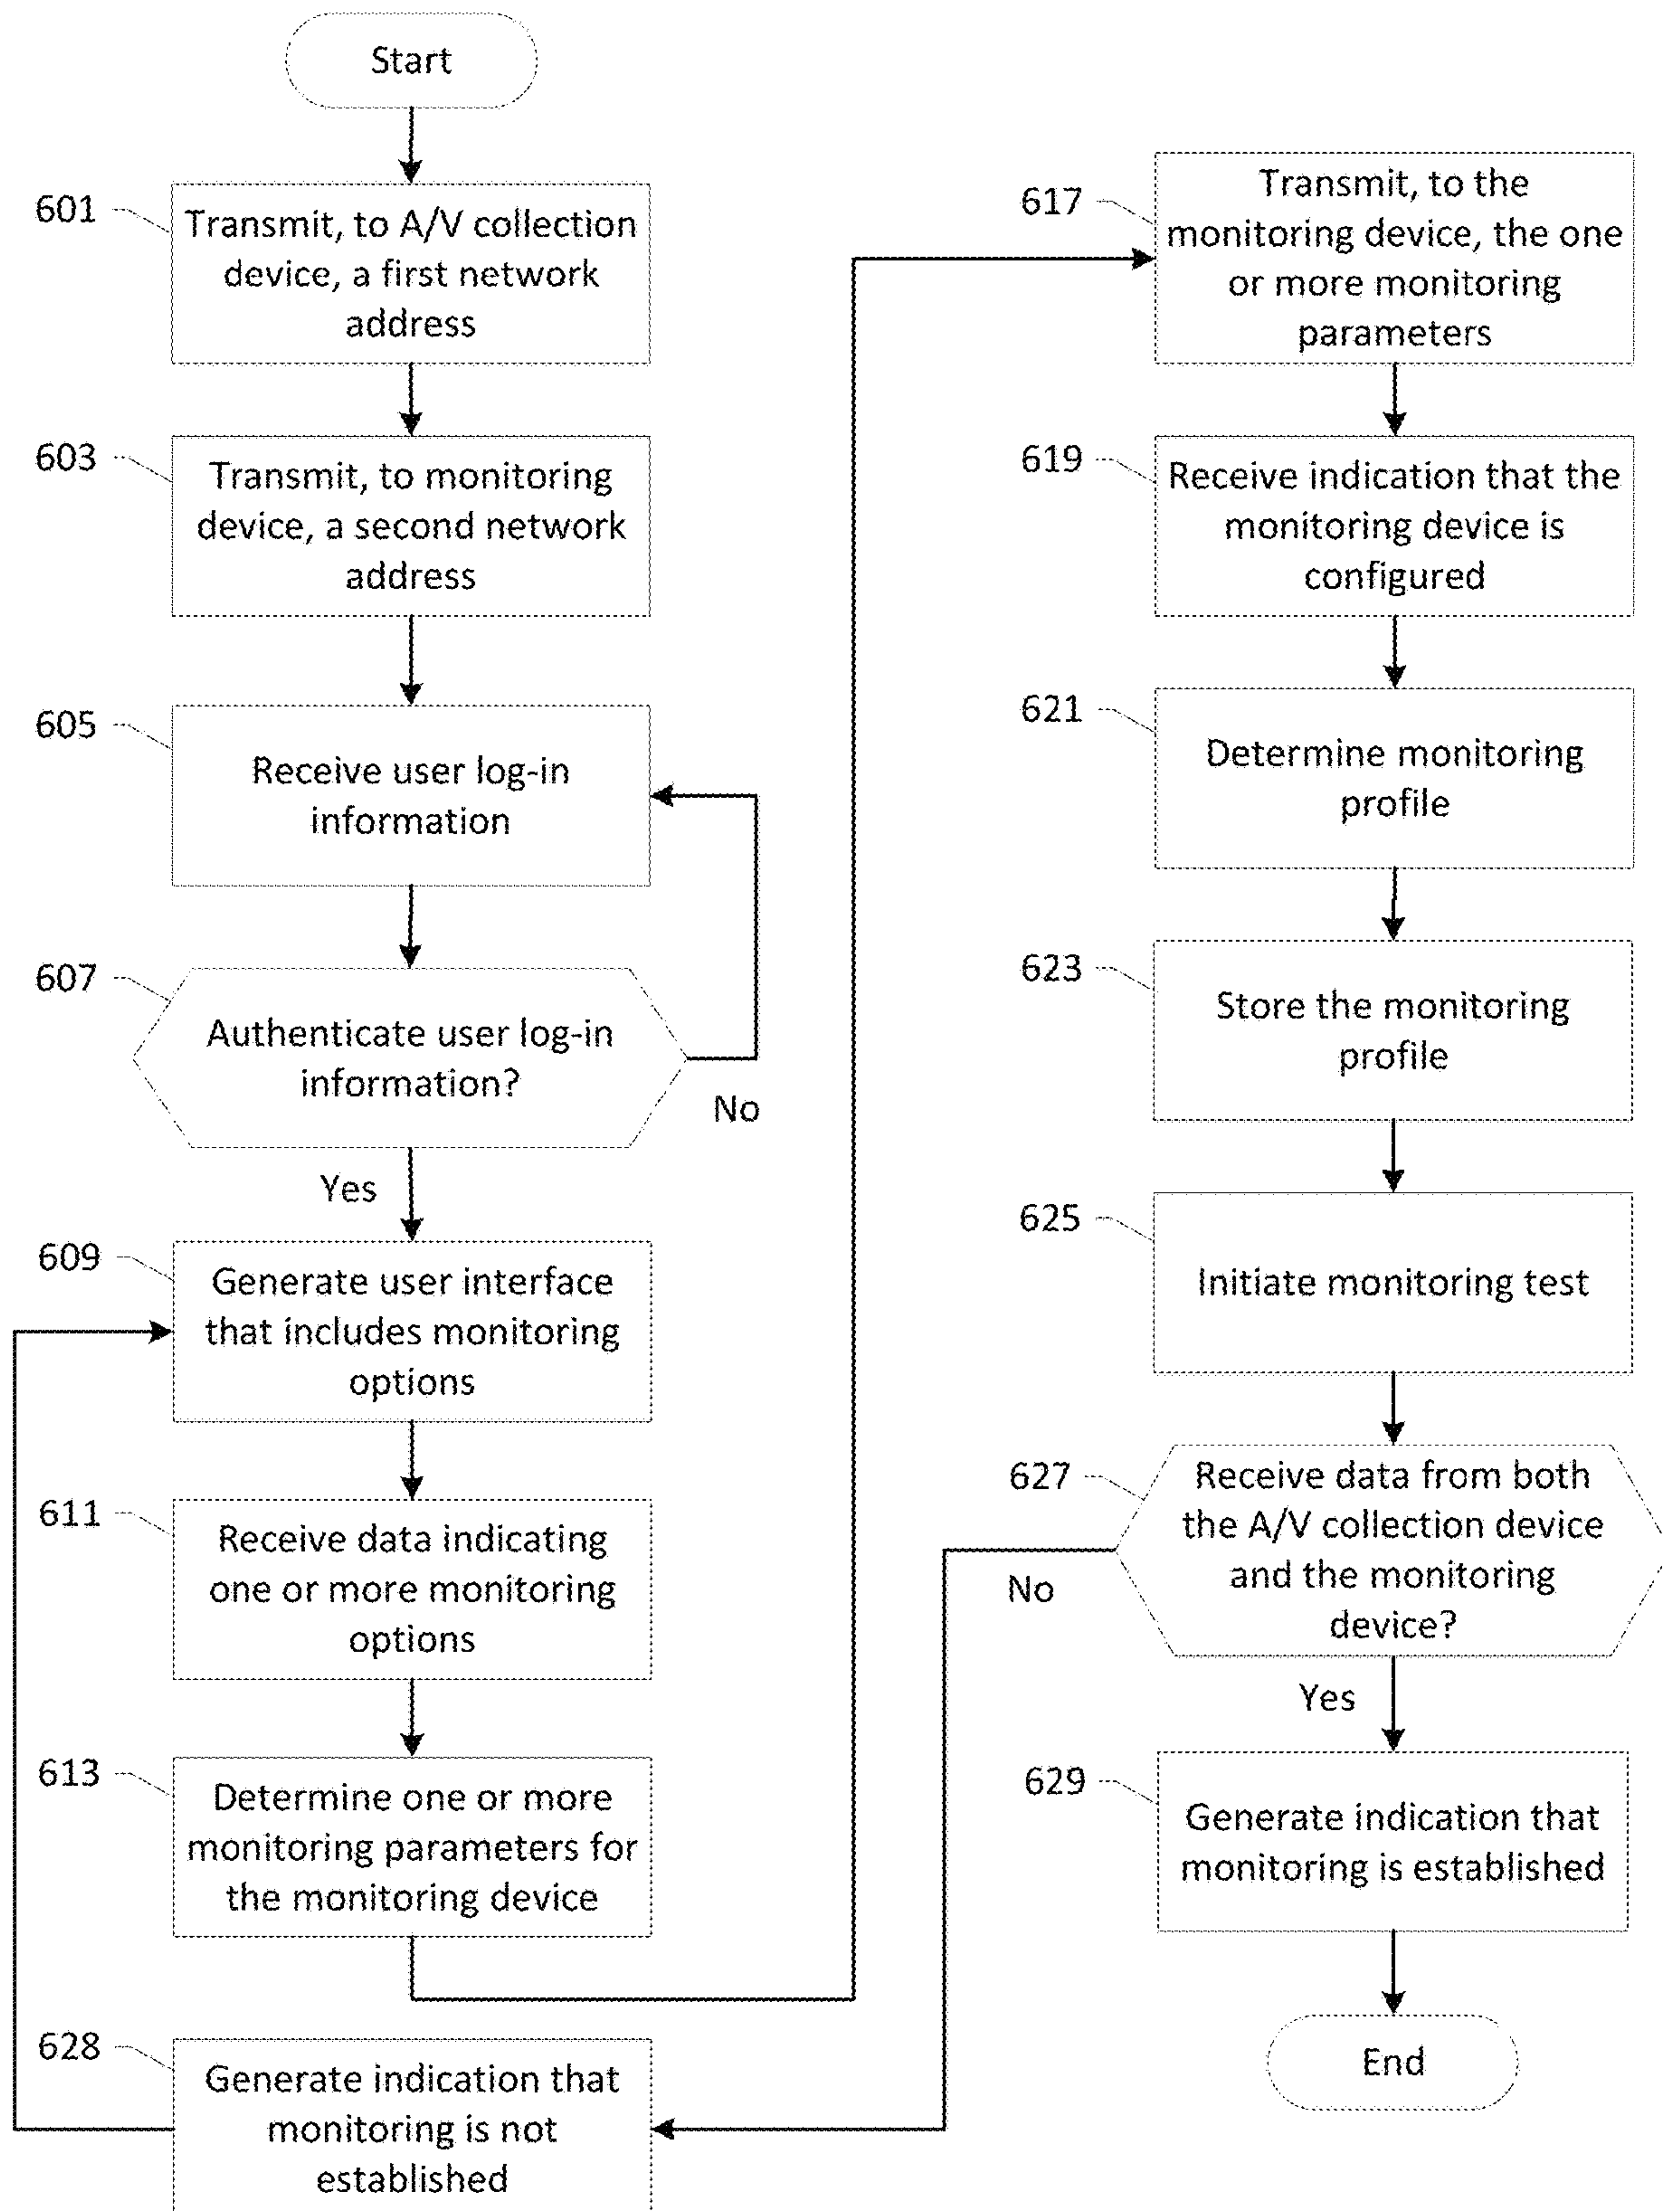 Start
601
Transmit, to A/V collection
device, a first network
address
603
Transmit, to monitoring
device, a second network
address
605
Receive user log-in
information
607
Authenticate user log-in
information?
No
Yes
609
Generate user interface
that includes monitoring
options
611
Receive data indicating
one or more monitoring
options
613
Determine one or more
monitoring parameters for
the monitoring device
628
Generate indication that
monitoring is not
established
617
Transmit, to the
monitoring device, the one
or more monitoring
parameters
619
Receive indication that the
monitoring device is
configured
621
Determine monitoring
profile
623
Store the monitoring
profile
625
Initiate monitoring test
627
Receive data from both
the A/V collection device
and the monitoring
device?
No
Yes
629
Generate indication that
monitoring is established
End